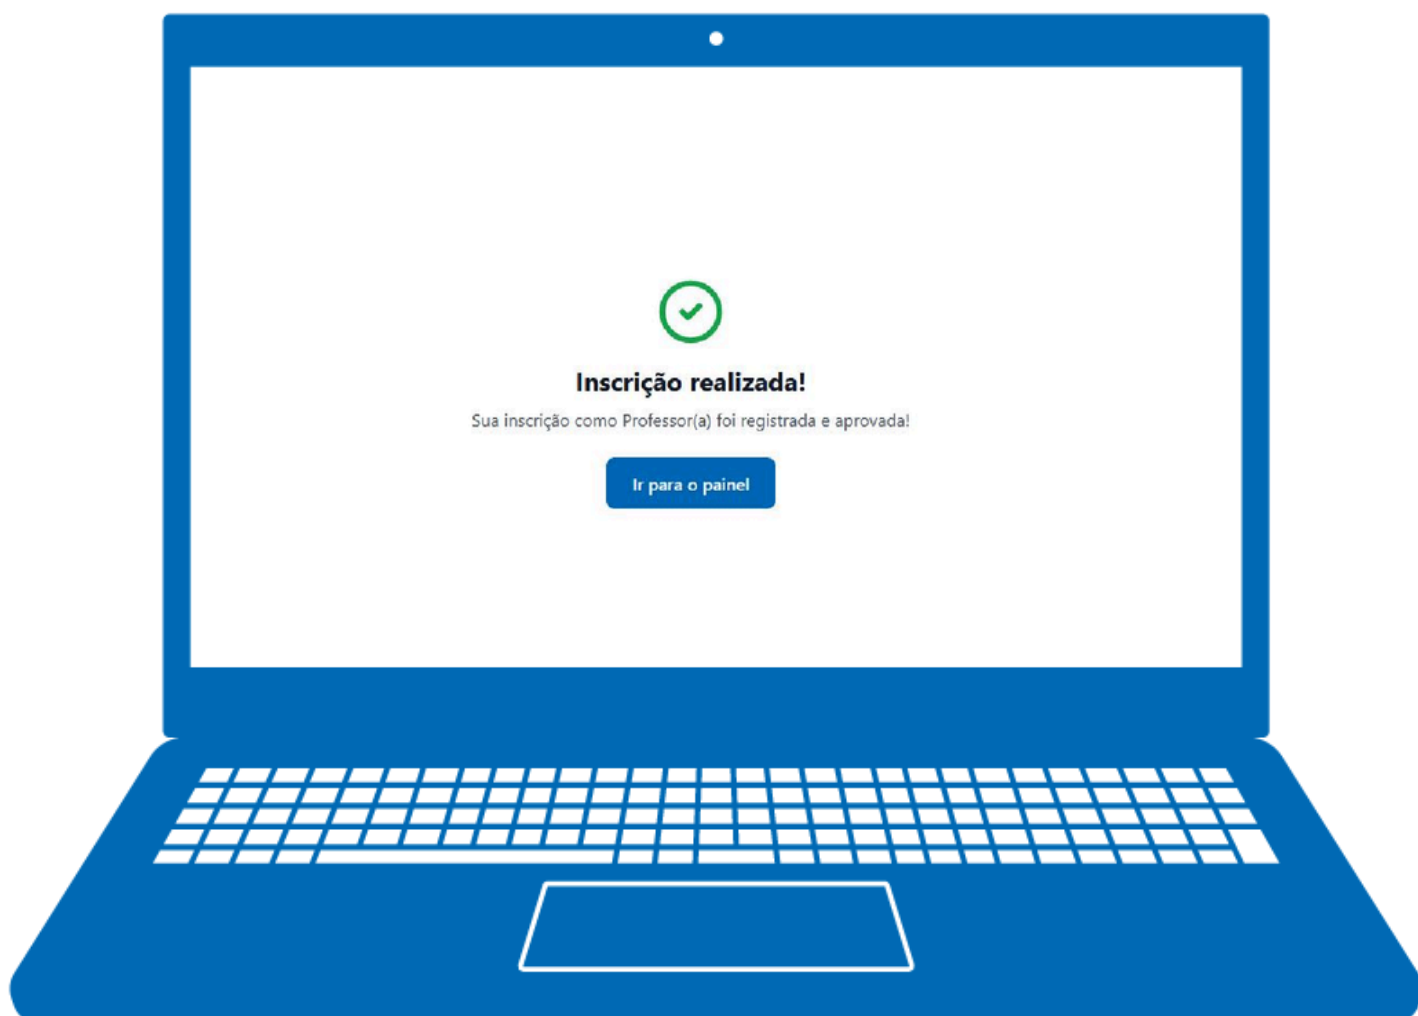 Inscrição realizada!
Sua inscrição como Professor(a) foi registrada e aprovada!
Ir para o painel